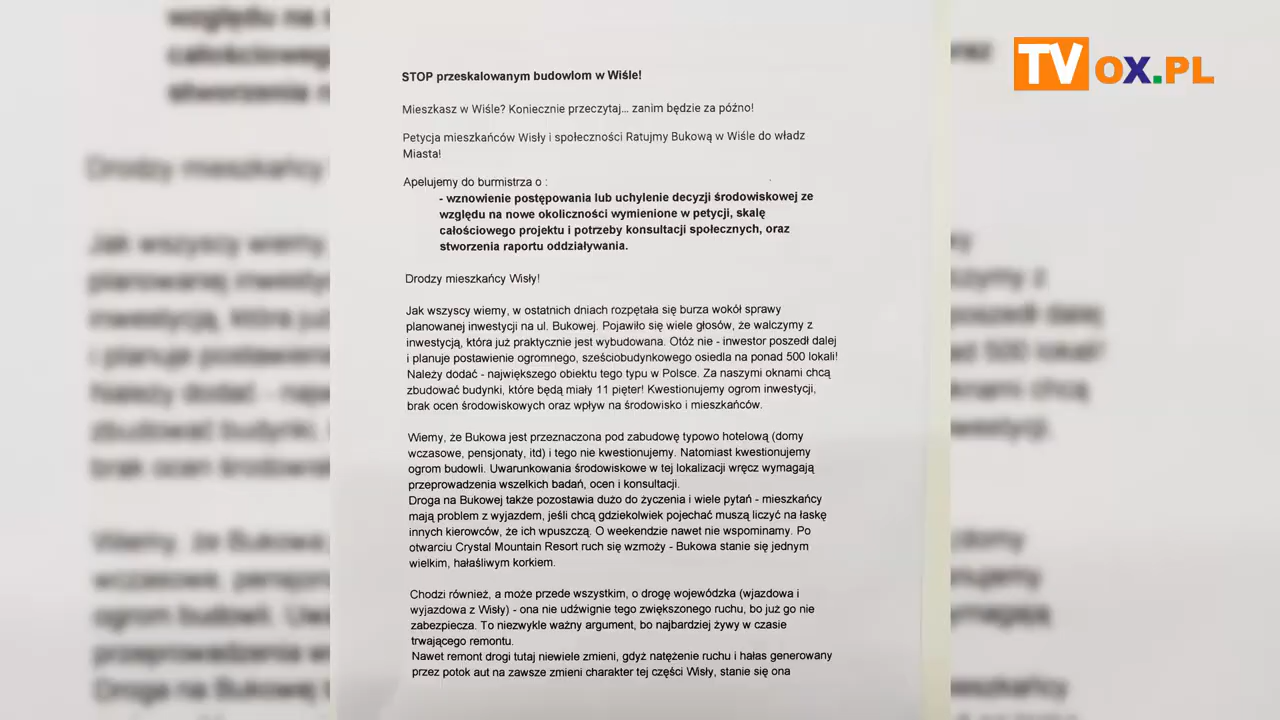 TVOX.PL
STOP przeskalowanym budowlom w Wiśle!
Mieszkasz w Wiśle? Koniecznie przeczytaj... zanim będzie za późno!
Petycja mieszkańców Wisły i społeczności Ratujmy Bukową w Wiśle do władz
Miasta!
Apelujemy do burmistrza o :
- wznowienie postępowania lub uchylenie decyzji środowiskowej ze
względu na nowe okoliczności wymienione w petycji, skalę
całościowego projektu i potrzeby konsultacji społecznych, oraz
stworzenia raportu oddziaływania.
Drodzy mieszkańcy Wisły!
Jak wszyscy wiemy, w ostatnich dniach rozpętała się burza wokół sprawy
planowanej inwestycji na ul. Bukowej. Pojawiło się wiele głosów, że walczymy z
inwestycją, która już praktycznie jest wybudowana. Otóż nie - inwestor poszedł dalej
i planuje postawienie ogromnego, sześciobudynkowego osiedla na ponad 500 lokali!
Należy dodać - największego obiektu tego typu w Polsce. Za naszymi oknami chcą
zbudować budynki, które będą miały 11 pięter! Kwestionujemy ogrom inwestycji,
brak ocen środowiskowych oraz wpływ na środowisko i mieszkańców.
Wiemy, że Bukowa jest przeznaczona pod zabudowę typowo hotelową (domy
wczasowe, pensjonaty, itd) i tego nie kwestionujemy. Natomiast kwestionujemy
ogrom budowli. Uwarunkowania środowiskowe w tej lokalizacji wręcz wymagają
przeprowadzenia wszelkich badań, ocen i konsultacji.
Droga na Bukowej także pozostawia dużo do życzenia i wiele pytań - mieszkańcy
mają problem z wyjazdem, jeśli chcą gdziekolwiek pojechać muszą liczyć na łaskę
innych kierowców, że ich wpuszczą. O weekendzie nawet nie wspominamy. Po
otwarciu Crystal Mountain Resort ruch się wzmoży - Bukowa stanie się jednym
wielkim, hałaśliwym korkiem.
Chodzi również, a może przede wszystkim, o drogę wojewódzka (wjazdowa i
wyjazdowa z Wisły) - ona nie udźwignie tego zwiększonego ruchu, bo już go nie
zabezpiecza. To niezwykle ważny argument, bo najbardziej żywy w czasie
trwającego remontu.
Nawet remont drogi tutaj niewiele zmieni, gdyż natężenie ruchu i hałas generowany
przez potok aut na zawsze zmieni charakter tej części Wisły, stanie się ona